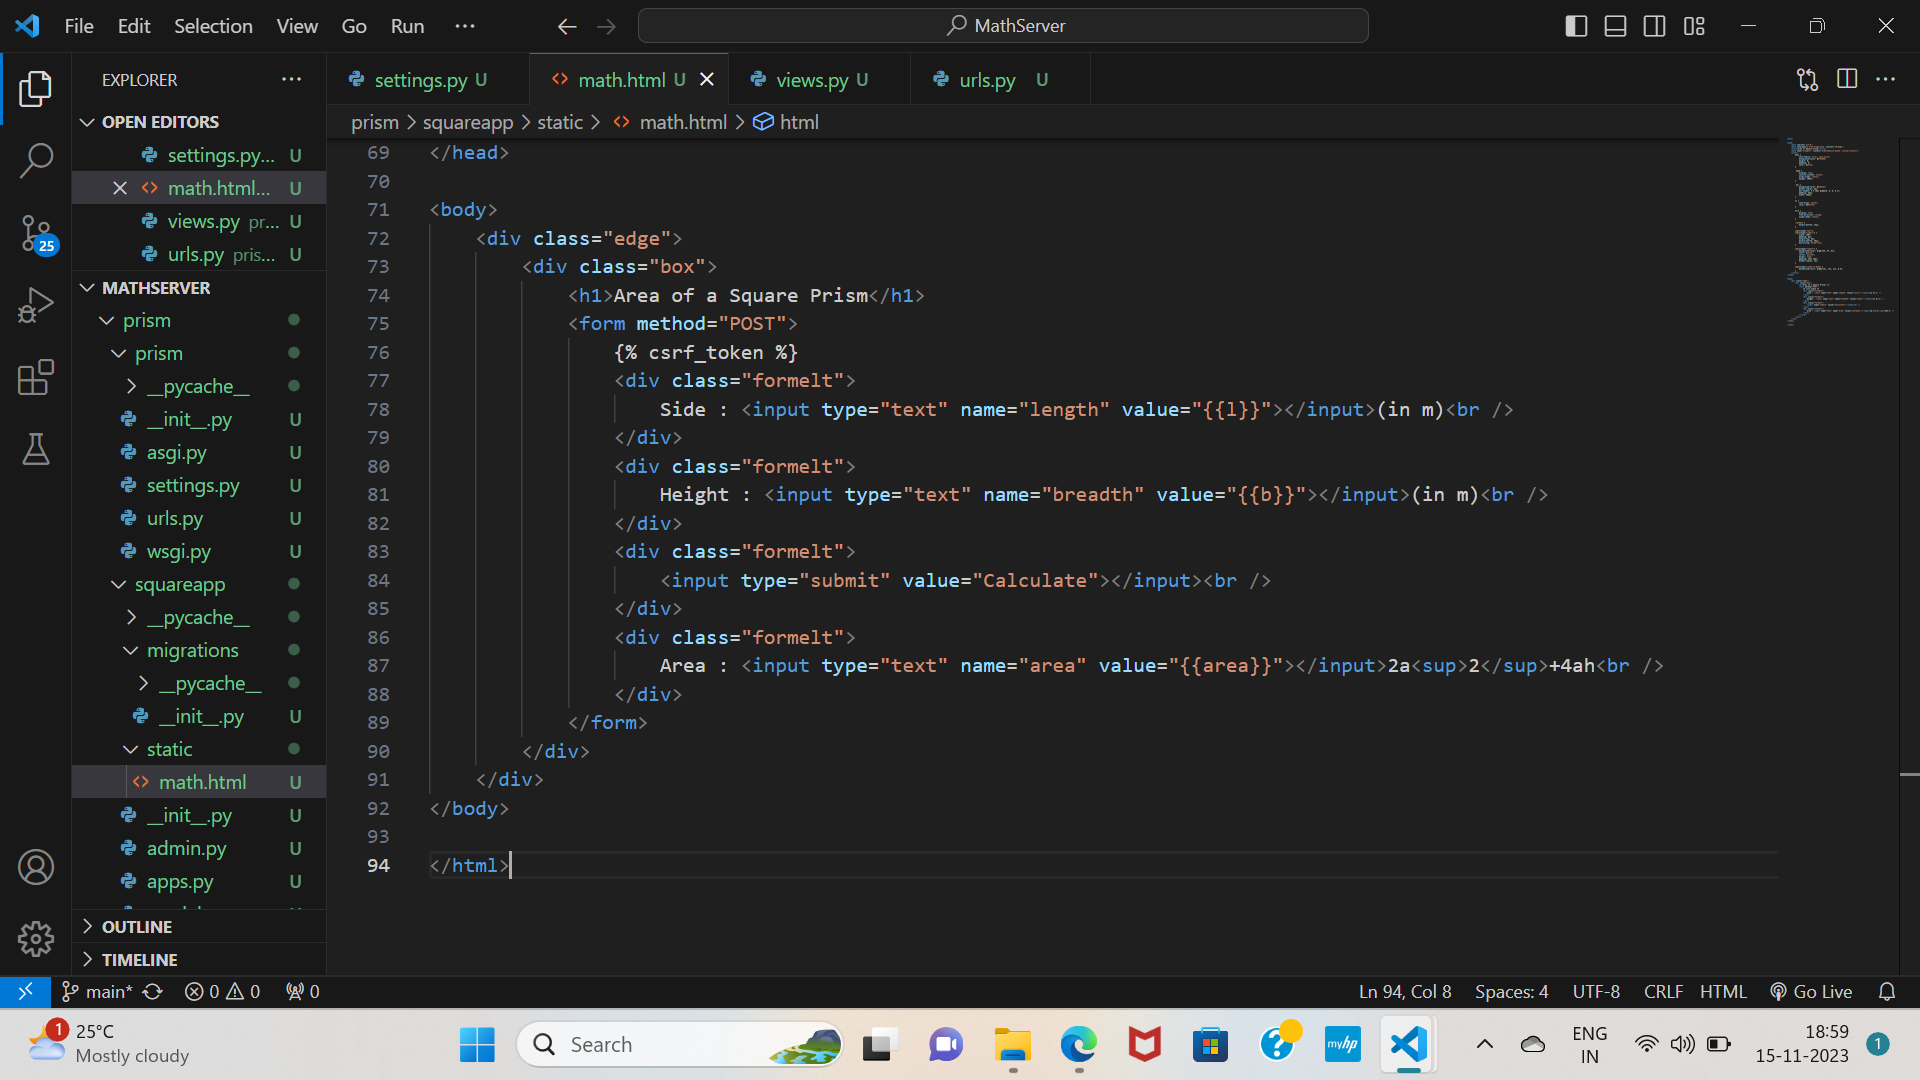 File Edit Selection View Go Run ···
MathServer
EXPLORER
settings.py U
math.html U
views.py U
urls.py U
OPEN EDITORS
settings.py... U
math.html... U
views.py pr... U
urls.py pris... U
prism > squareapp > static > <> math.html > html
MATHSERVER
prism
prism
__pycache__
__init__.py U
asgi.py U
settings.py U
urls.py U
wsgi.py U
squareapp
__pycache__
migrations
__pycache__
__init__.py U
static
math.html U
__init__.py U
admin.py U
apps.py U
OUTLINE
TIMELINE
25
69 </head>
70
71 <body>
72 <div class="edge">
73 <div class="box">
74 <h1>Area of a Square Prism</h1>
75 <form method="POST">
76 {% csrf_token %}
77 <div class="formelt">
78 Side : <input type="text" name="length" value="{{l}}"></input>(in m)<br />
79 </div>
80 <div class="formelt">
81 Height : <input type="text" name="breadth" value="{{b}}"></input>(in m)<br />
82 </div>
83 <div class="formelt">
84 <input type="submit" value="Calculate"></input><br />
85 </div>
86 <div class="formelt">
87 Area : <input type="text" name="area" value="{{area}}"></input>2a<sup>2</sup>+4ah<br />
88 </div>
89 </form>
90 </div>
91 </div>
92 </body>
93
94 </html>
main* 0 0 0
Ln 94, Col 8 Spaces: 4 UTF-8 CRLF HTML Go Live
1
25°C
Mostly cloudy
Search
myhp
ENG
IN
18:59
15-11-2023
1